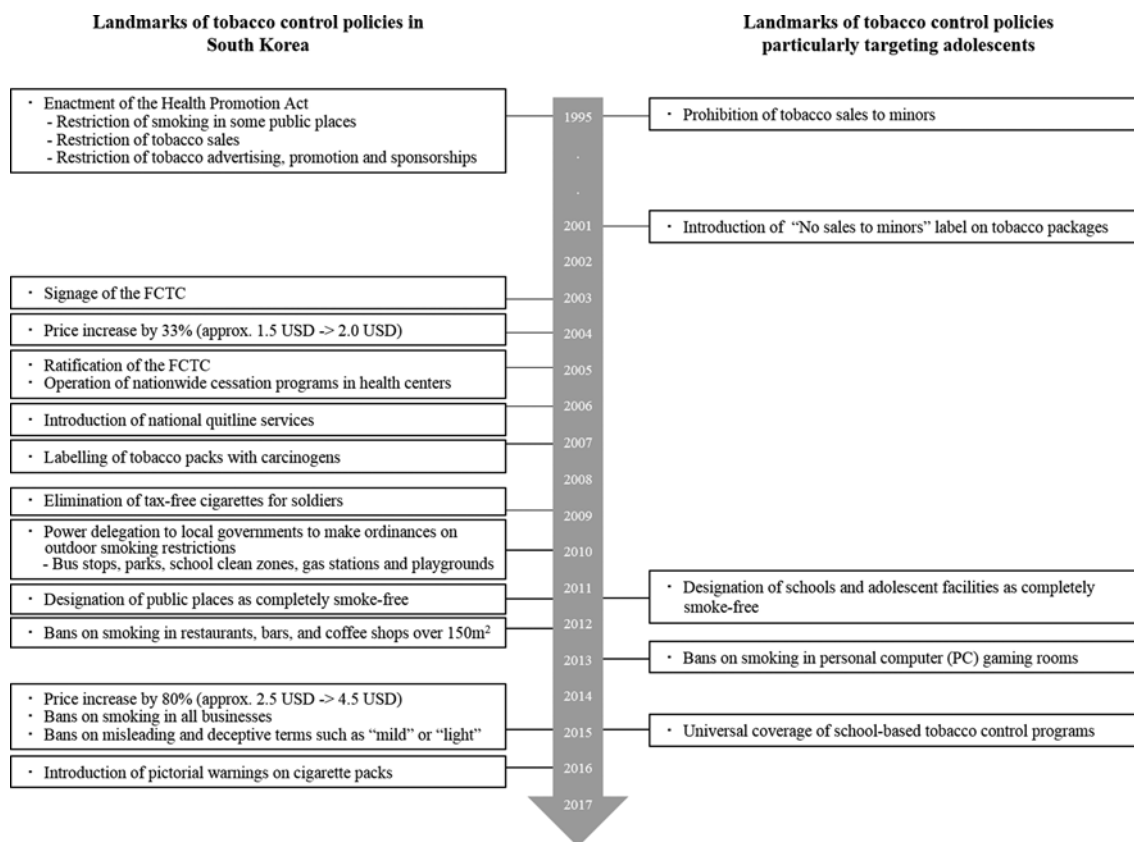 Landmarks of tobacco control policies in
South Korea
Landmarks of tobacco control policies
particularly targeting adolescents
· Enactment of the Health Promotion Act
- Restriction of smoking in some public places
- Restriction of tobacco sales
- Restriction of tobacco advertising, promotion and sponsorships
· Signage of the FCTC
· Price increase by 33% (approx. 1.5 USD -> 2.0 USD)
· Ratification of the FCTC
· Operation of nationwide cessation programs in health centers
· Introduction of national quitline services
· Labelling of tobacco packs with carcinogens
· Elimination of tax-free cigarettes for soldiers
· Power delegation to local governments to make ordinances on
outdoor smoking restrictions
- Bus stops, parks, school clean zones, gas stations and playgrounds
· Designation of public places as completely smoke-free
· Bans on smoking in restaurants, bars, and coffee shops over 150m²
· Price increase by 80% (approx. 2.5 USD -> 4.5 USD)
· Bans on smoking in all businesses
· Bans on misleading and deceptive terms such as “mild” or “light”
· Introduction of pictorial warnings on cigarette packs
1995
.
.
2001
2002
2003
2004
2005
2006
2007
2008
2009
2010
2011
2012
2013
2014
2015
2016
2017
· Prohibition of tobacco sales to minors
· Introduction of “No sales to minors” label on tobacco packages
· Designation of schools and adolescent facilities as completely
smoke-free
· Bans on smoking in personal computer (PC) gaming rooms
· Universal coverage of school-based tobacco control programs